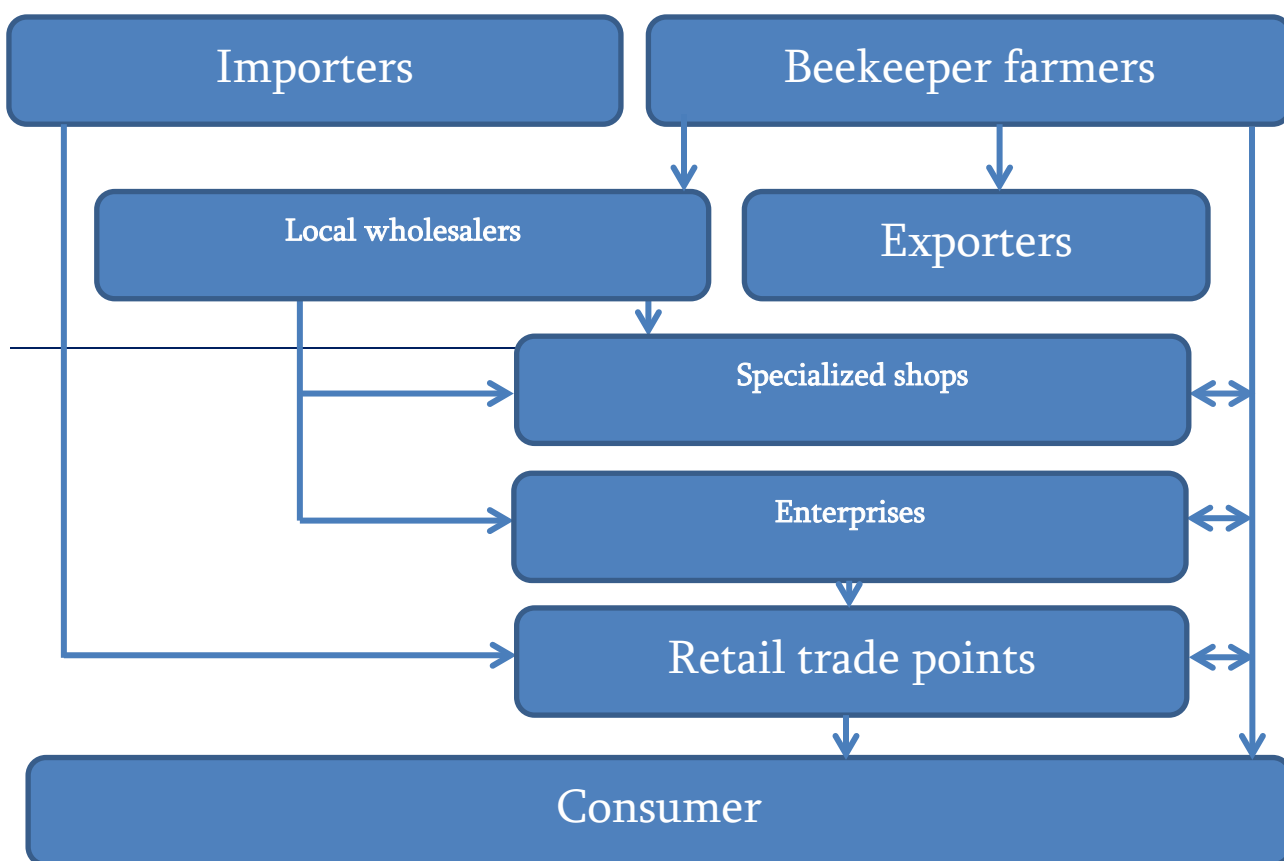 Importers
Beekeeper farmers
Local wholesalers
Exporters
Specialized shops
Enterprises
Retail trade points
Consumer